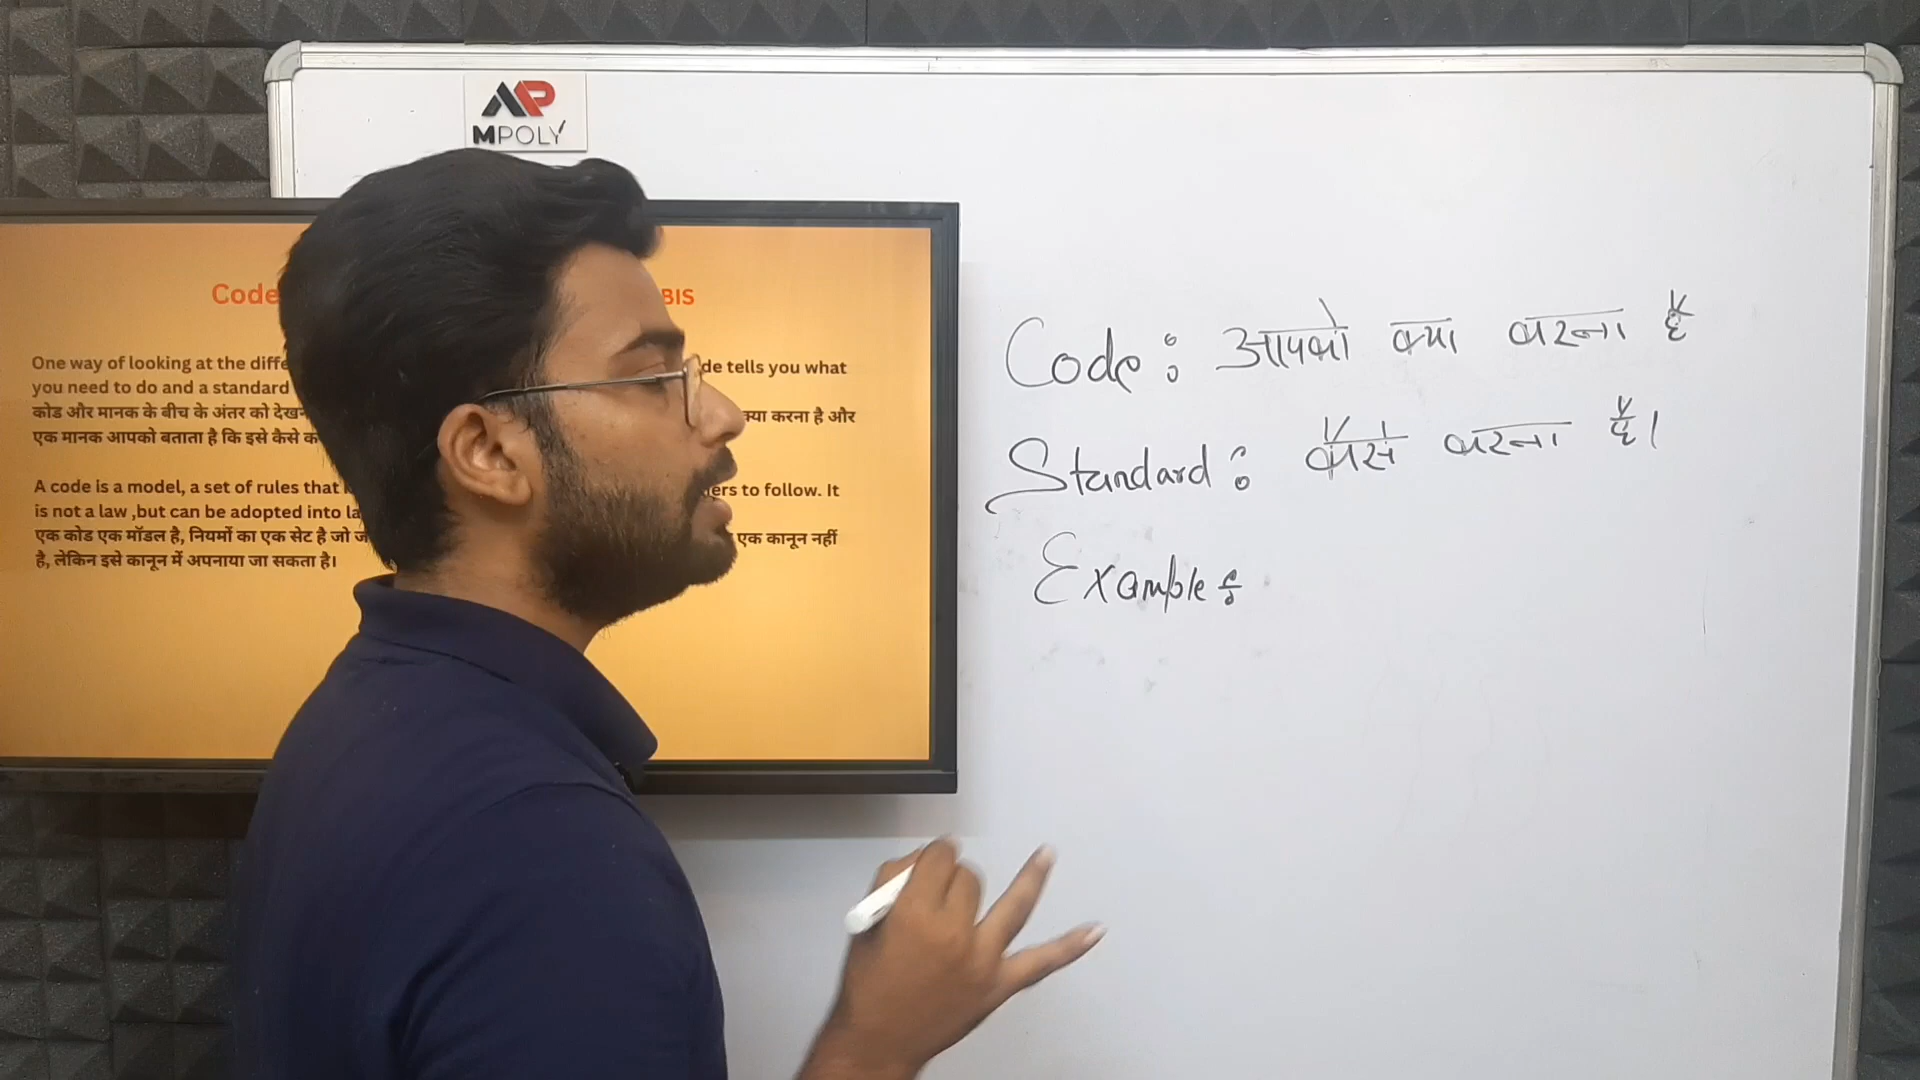 AP
MPOLY
Code BIS
One way of looking at the diffe de tells you what
you need to do and a standard
कोड और मानक के बीच के अंतर को देखन क्या करना है और
एक मानक आपको बताता है कि इसे कैसे क
A code is a model, a set of rules that ers to follow. It
is not a law ,but can be adopted into la
एक कोड एक मॉडल है, नियमों का एक सेट है जो ज एक कानून नहीं
है, लेकिन इसे कानून में अपनाया जा सकता है।
Code: आपको क्या करना है
Standard: कैसे करना है।
Example: